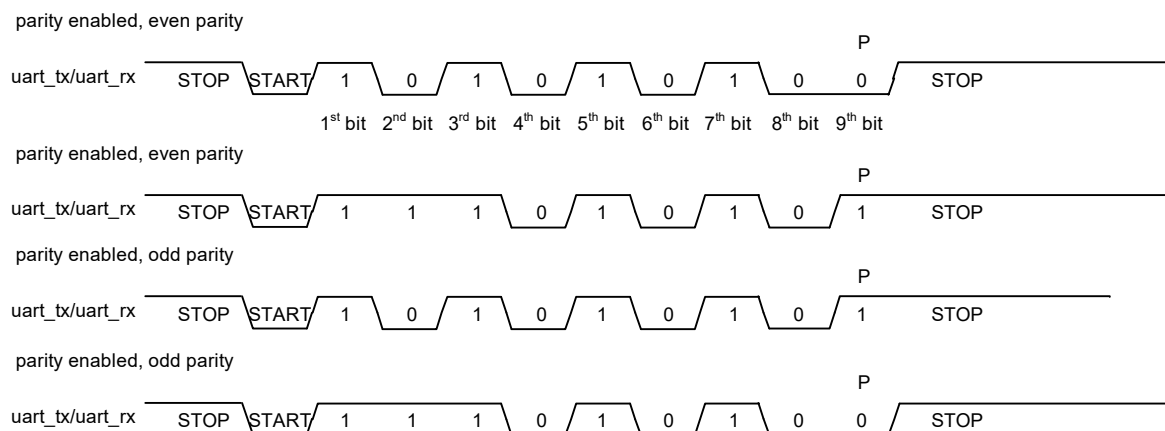 parity enabled, even parity
P
uart_tx/uart_rx STOP START 1 0 1 0 1 0 1 0 0 STOP
1st bit 2nd bit 3rd bit 4th bit 5th bit 6th bit 7th bit 8th bit 9th bit
parity enabled, even parity
P
uart_tx/uart_rx STOP START 1 1 1 0 1 0 1 0 1 STOP
parity enabled, odd parity
P
uart_tx/uart_rx STOP START 1 0 1 0 1 0 1 0 1 STOP
parity enabled, odd parity
P
uart_tx/uart_rx STOP START 1 1 1 0 1 0 1 0 0 STOP